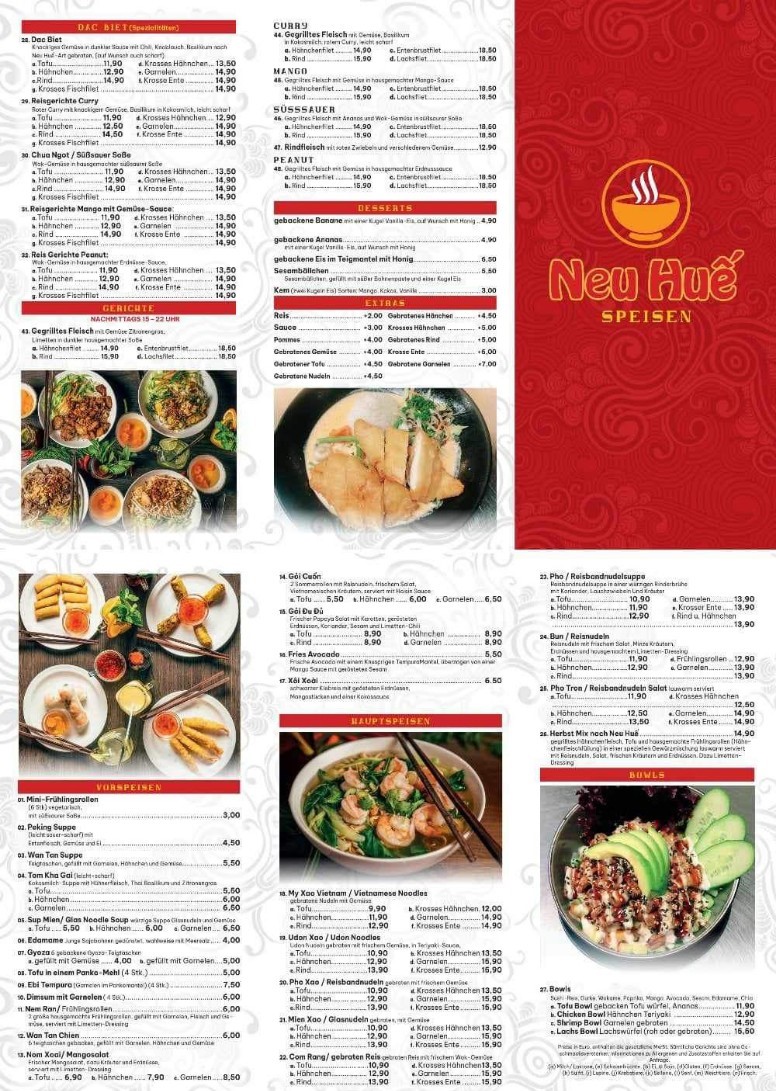 DAC BIET (Spezialitäten)
28. Dac Biet
Knackiges Gemüse in dunkler Sauce mit Chili, Knoblauch, Basilikum nach
Neu Hué-Art gebraten, (auf Wunsch auch scharf)
a. Tofu 11,90 d. Krosses Hähnchen 13,50
b. Hähnchen 12,90 e. Garnelen 14,90
c. Rind 14,90 f. Krosse Ente 14,90
g. Krosses Fischfilet 14,90
29. Reisgerichte Curry
Roter Curry mit knackigem Gemüse, Basilikum in Kokosmilch, leicht scharf
a. Tofu 11,90 d. Krosses Hähnchen 12,90
b. Hähnchen 12,50 e. Garnelen 14,90
c. Rind 14,50 f. Krosse Ente 14,90
g. Krosses Fischfilet 14,90
30. Chua Ngot / Süßsauer Soße
Wok-Gemüse in hausgemachter süßsaurer Soße
a. Tofu 11,90 d. Krosses Hähnchen 13,50
b. Hähnchen 12,90 e. Garnelen 14,90
c. Rind 14,90 f. Krosse Ente 14,90
g. Krosses Fischfilet 14,90
31. Reisgerichte Mango mit Gemüse-Sauce:
a. Tofu 11,90 d. Krosses Hähnchen 13,50
b. Hähnchen 12,90 e. Garnelen 14,90
c. Rind 14,90 f. Krosse Ente 14,90
g. Krosses Fischfilet 14,90
32. Reis Gerichte Peanut:
Wok-Gemüse in hausgemachter Erdnüsse-Sauce,
a. Tofu 11,90 d. Krosses Hähnchen 13,50
b. Hähnchen 12,90 e. Garnelen 14,90
c. Rind 14,90 f. Krosse Ente 14,90
g. Krosses Fischfilet 14,90
GERICHTE
NACHMITTAGS 15 - 22 UHR
43. Gegrilltes Fleisch mit Gemüse Zitronengras,
Limetten in dunkler hausgemachter Soße
a. Hähnchenfilet 14,90 c. Entenbrustfilet 18,50
b. Rind 15,90 d. Lachsfilet 18,50
CURRY
44. Gegrilltes Fleisch mit Gemüse, Basilikum
in Kokosmilch, rotem Curry, leicht scharf
a. Hähnchenfilet 14,90 c. Entenbrustfilet 18,50
b. Rind 15,90 d. Lachsfilet 18,50
MANGO
45. Gegrilltes Fleisch mit Gemüse in hausgemachter Mango-Sauce
a. Hähnchenfilet 14,90 c. Entenbrustfilet 18,50
b. Rind 15,90 d. Lachsfilet 18,50
SÜSSSAUER
46. Gegrilltes Fleisch mit Ananas und Wok-Gemüse in süßsaurer Soße
a. Hähnchenfilet 14,90 c. Entenbrustfilet 18,50
b. Rind 15,90 d. Lachsfilet 18,50
47. Rindfleisch mit roten Zwiebeln und verschiedenem Gemüse 12,90
PEANUT
48. Gegrilltes Fleisch mit Gemüse in hausgemachter Erdnusssauce
a. Hähnchenfilet 14,90 c. Entenbrustfilet 18,50
b. Rind 15,90 d. Lachsfilet 18,50
DESSERTS
gebackene Banane mit einer Kugel Vanille-Eis, auf Wunsch mit Honig 4,90
gebackene Ananas 4,90
mit einer Kugel Vanille-Eis, auf Wunsch mit Honig
gebackene Eis im Teigmantel mit Honig 6,50
Sesambällchen 5,50
Sesambällchen, gefüllt mit süßer Bohnenpaste und einer Kugel Eis
Kem (zwei Kugeln Eis) Sorten: Mango, Kokos, Vanille 3,00
EXTRAS
Reis +2,00 Gebratenes Hänchen +4,50
Sauce +3,00 Krosses Hähnchen +5,00
Pommes +4,00 Gebratenes Rind +5,00
Gebratenes Gemüse +4,00 Krosse Ente +6,00
Gebratener Tofu +4,50 Gebratene Garnelen +7,00
Gebratene Nudeln +4,50
Neu Huế
SPEISEN
VORSPEISEN
01. Mini-Frühlingsrollen
(6 Stk) vegetarisch,
mit süßsaurer Soße 3,00
02. Peking Suppe
(leicht sauer-scharf) mit
Entenfleisch, Gemüse und Ei 4,50
03. Wan Tan Suppe
Teigtaschen, gefüllt mit Garnelen, Hähnchen und Gemüse 5,50
04. Tom Kha Gai (leicht-scharf)
Kokosmilch-Suppe mit Hühnerfleisch, Thai Basilikum und Zitronengras
a. Tofu 5,50
b. Hähnchen 6,00
c. Garnelen 6,50
05. Sup Mien/ Glas Noodle Soup würzige Suppe Glasnudeln und Gemüse
a. Tofu 5,50 b. Hähnchen 6,00 c. Garnelen 6,50
06. Edamame Junge Sojabohnen gedünstet, wahlweise mit Meersalz 4,00
07. Gyoza 6 gebackene Gyoza-Teigtaschen
a. gefüllt mit Gemüse 4,00 b. gefüllt mit Garnelen 5,00
08. Tofu in einem Panko-Mehl (4 Stk.) 5,00
09. Ebi Tempura (Garnelen im Pankomantel) (4 Stk.) 7,50
10. Dimsum mit Garnelen (4 Stk.) 6,00
11. Nem Ran/ Frühlingsrollen 6,00
2 große hausgemachte Frühlingsrollen, gefüllt mit Garnelen, Fleisch und Ge-
müse, serviert mit Limetten-Dressing
12. Wan Tan Chien 6,00
6 Teigtaschen gebacken, gefüllt mit Garnelen, Hähnchen und Gemüse
13. Nom Xoai/ Mangosalat
Frischer Mangosalat, dazu Kräuter und Erdnüsse,
serviert mit Limetten-Dressing
a. Tofu 6,90 b. Hähnchen 7,90 c. Garnelen 8,50
14. Gỏi Cuốn
2 Sommerrollen mit Reisnudeln, frischem Salat,
Vietnamesischen Kräutern, serviert mit Hoisin Sauce
a. Tofu 5,50 b. Hähnchen 6,00 c. Garnelen 6,50
15. Gỏi Đu Đủ
Frischer Papaya Salat mit Karotten, gerösteten
Erdnüssen, Koriander, Sesam und Limetten-Chili
a. Tofu 8,90 b. Hähnchen 8,90
c. Rind 8,90 d. Garnelen 8,90
16. Fries Avocado 5,50
Frische Avocado mit einem Knusprigen TempuraMantel, überzogen von einer
Mango Sauce mit geröstetes Sesam.
17. Xôi Xoài 6,50
schwarzer Klebreis mit gerösteten Erdnüssen,
Mangostücken und einer Kokossauce
HAUPTSPEISEN
18. My Xao Vietnam / Vietnamese Noodles
gebratene Nudeln mit Gemüse
a. Tofu 9,90 b. Krosses Hähnchen 12,00
c. Hähnchen 11,90 d. Garnelen 14,90
e. Rind 12,90 f. Krosses Ente 14,90
19. Udon Xao / Udon Noodles
Udon Nudeln gebraten mit frischem Gemüse, in Teriyaki-Sauce,
a. Tofu 10,90 b. Krosses Hähnchen 13,50
c. Hähnchen 12,90 d. Garnelen 15,90
e. Rind 13,90 f. Krosses Ente 15,90
20. Pho Xao / Reisbandnudeln gebraten mit frischem Gemüse
a. Tofu 10,90 b. Krosses Hähnchen 13,50
c. Hähnchen 12,90 d. Garnelen 15,90
e. Rind 13,90 f. Krosses Ente 15,90
21. Mien Xao / Glasnudeln gebraten, mit Gemüse
a. Tofu 10,90 b. Krosses Hähnchen 13,50
c. Hähnchen 12,90 d. Garnelen 15,90
e. Rind 13,90 f. Krosses Ente 15,90
22. Com Rang/ gebraten Reis gebratenen Reis mit frischem Wok-Gemüse
a. Tofu 10,90 d. Krosses Hähnchen 13,50
b. Hähnchen 12,90 e. Garnelen 15,90
c. Rind 13,90 f. Krosses Ente 15,90
23. Pho / Reisbandnudelsuppe
Reisbandnudelsuppe in einer würzigen Rinderbrühe
mit Koriander, Lauchzwiebeln Und Kräuter
a. Tofu 10,90 d. Garnelen 13,90
b. Hähnchen 11,90 e. Krosser Ente 13,90
c. Rind 12,90 f. Rind u. Hähnchen
13,90
24. Bun / Reisnudeln
Reisnudeln mit frischem Salat, Minze Kräutern,
Erdnüssen und hausgemachtem Limetten-Dressing
a. Tofu 11,90 d. Frühlingsrollen 12,90
b. Hähnchen 12,90 e. Garnelen 14,90
c. Rind 13,90
25. Pho Tron / Reisbandnudeln Salat lauwarm serviert
a. Tofu 11,90 d. Krosses Hähnchen
12,50
b. Hähnchen 12,50 e. Garnelen 14,90
c. Rind 13,50 f. Krosses Ente 14,90
26. Herbst Mix nach Neu Huế 14,90
gegrilltes Hähnchenfleisch, Tofu und hausgemachte Frühlingsrollen (Hähn-
chenfleischfüllung) in einer speziellen Gewürzmischung lauwarm serviert
mit Reisnudeln, Salat, frischen Kräutern und Erdnüssen. Dazu Limetten-
Dressing
BOWLS
27. Bowls
Sushi-Reis, Gurke, Wakame, Paprika, Mango, Avocado, Sesam, Edamame, Chia
a. Tofu Bowl gebacken Tofu würfel, Ananas 11,90
b. Chicken Bowl Hähnchen Teriyaki 12,90
c. Shrimp Bowl Garnelen gebraten 14,50
c. Lachs Bowl Lachswürfel (roh oder gebraten) 15,50